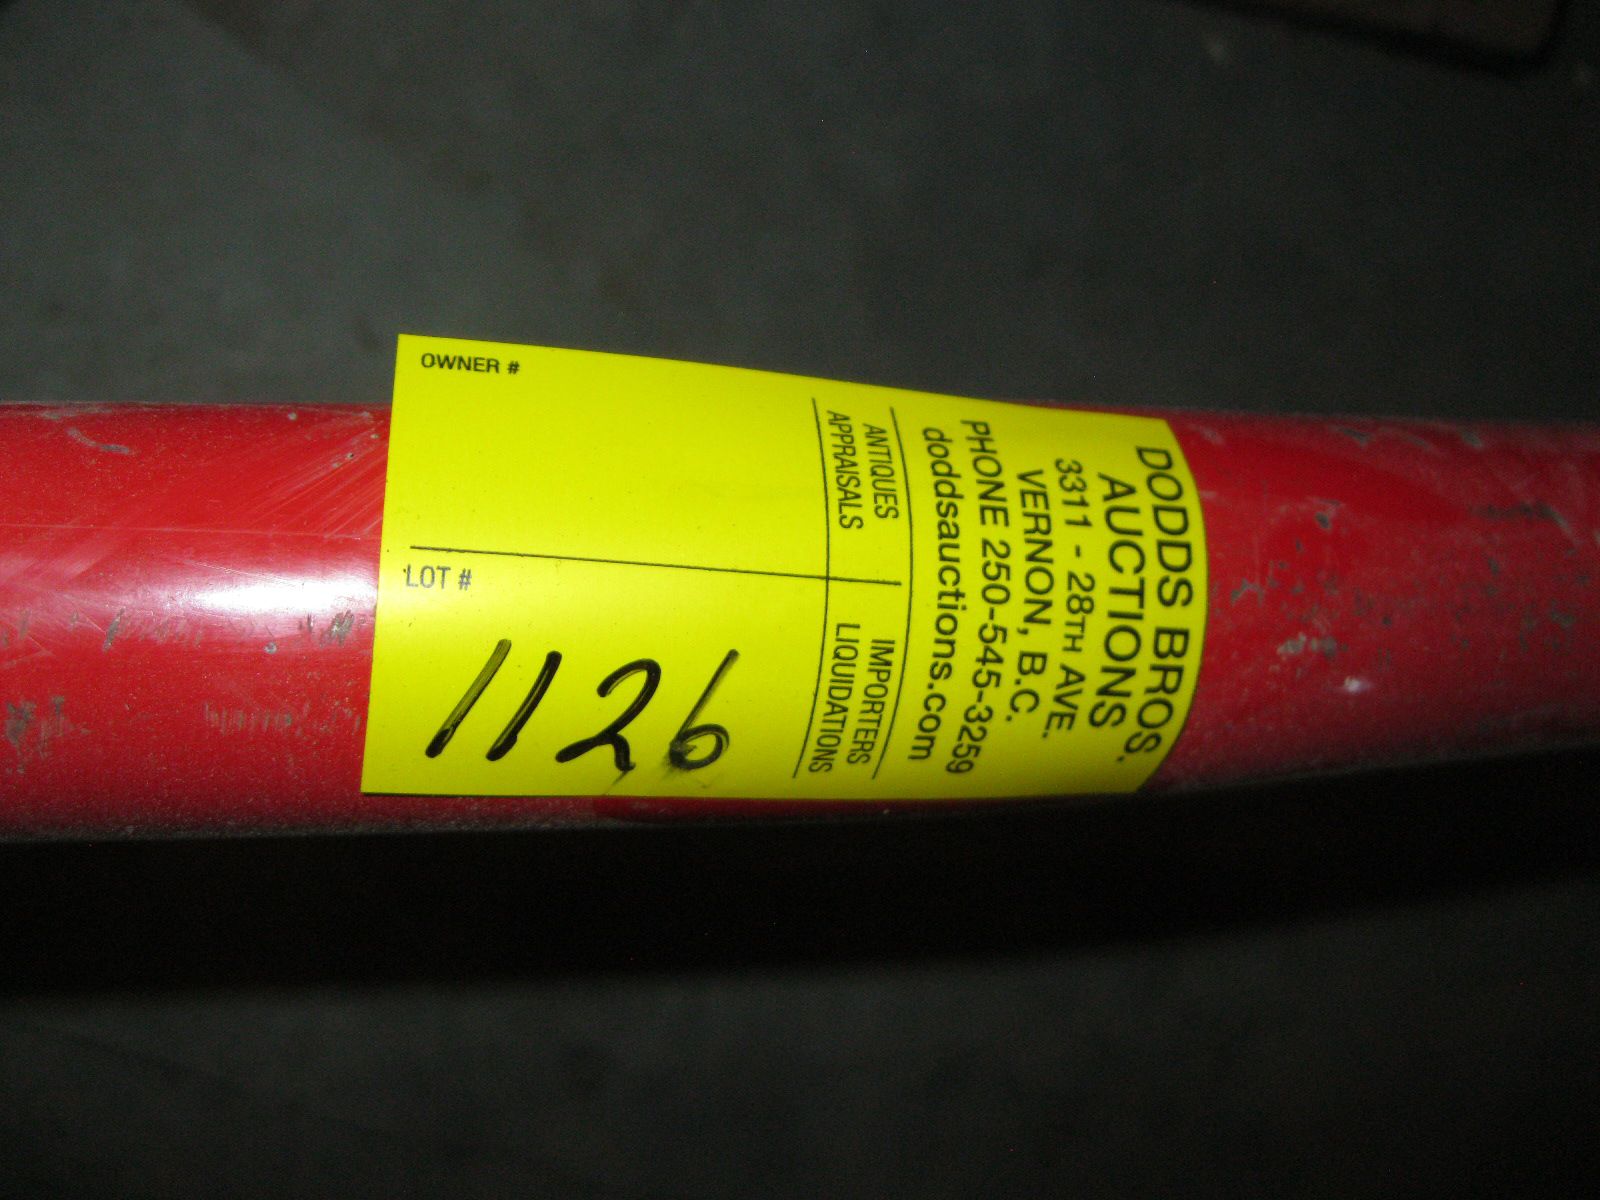 DODDS BROS.
AUCTIONS
3311 - 28TH AVE.
VERNON, B.C.
PHONE 250-545-3259
doddsauctions.com
ANTIQUES
APPRAISALS
IMPORTERS
LIQUIDATIONS
OWNER #
LOT #
1126